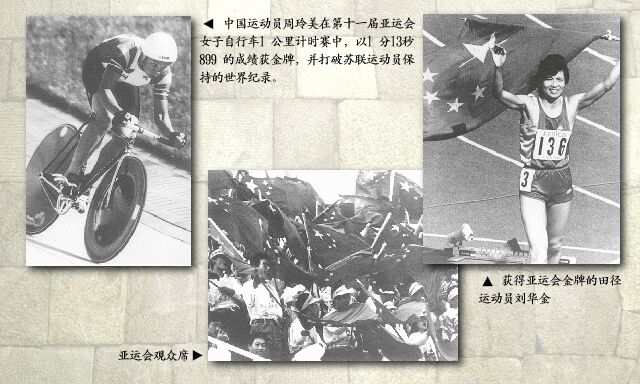 ◀ 中国运动员周玲美在第十一届亚运会
女子自行车1 公里计时赛中，以1 分13秒
899 的成绩获金牌，并打破苏联运动员保
持的世界纪录。
136
3
▲ 获得亚运会金牌的田径
运动员刘华金
亚运会观众席 ▶